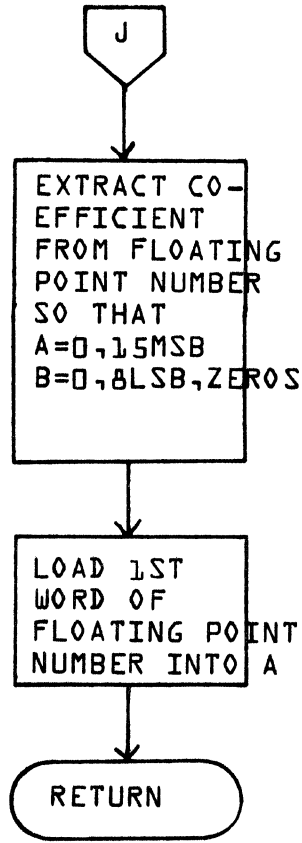 J
EXTRACT CO-
EFFICIENT
FROM FLOATING
POINT NUMBER
SO THAT
A=0,15MSB
B=0,8LSB,ZEROS
LOAD 1ST
WORD OF
FLOATING POINT
NUMBER INTO A
RETURN